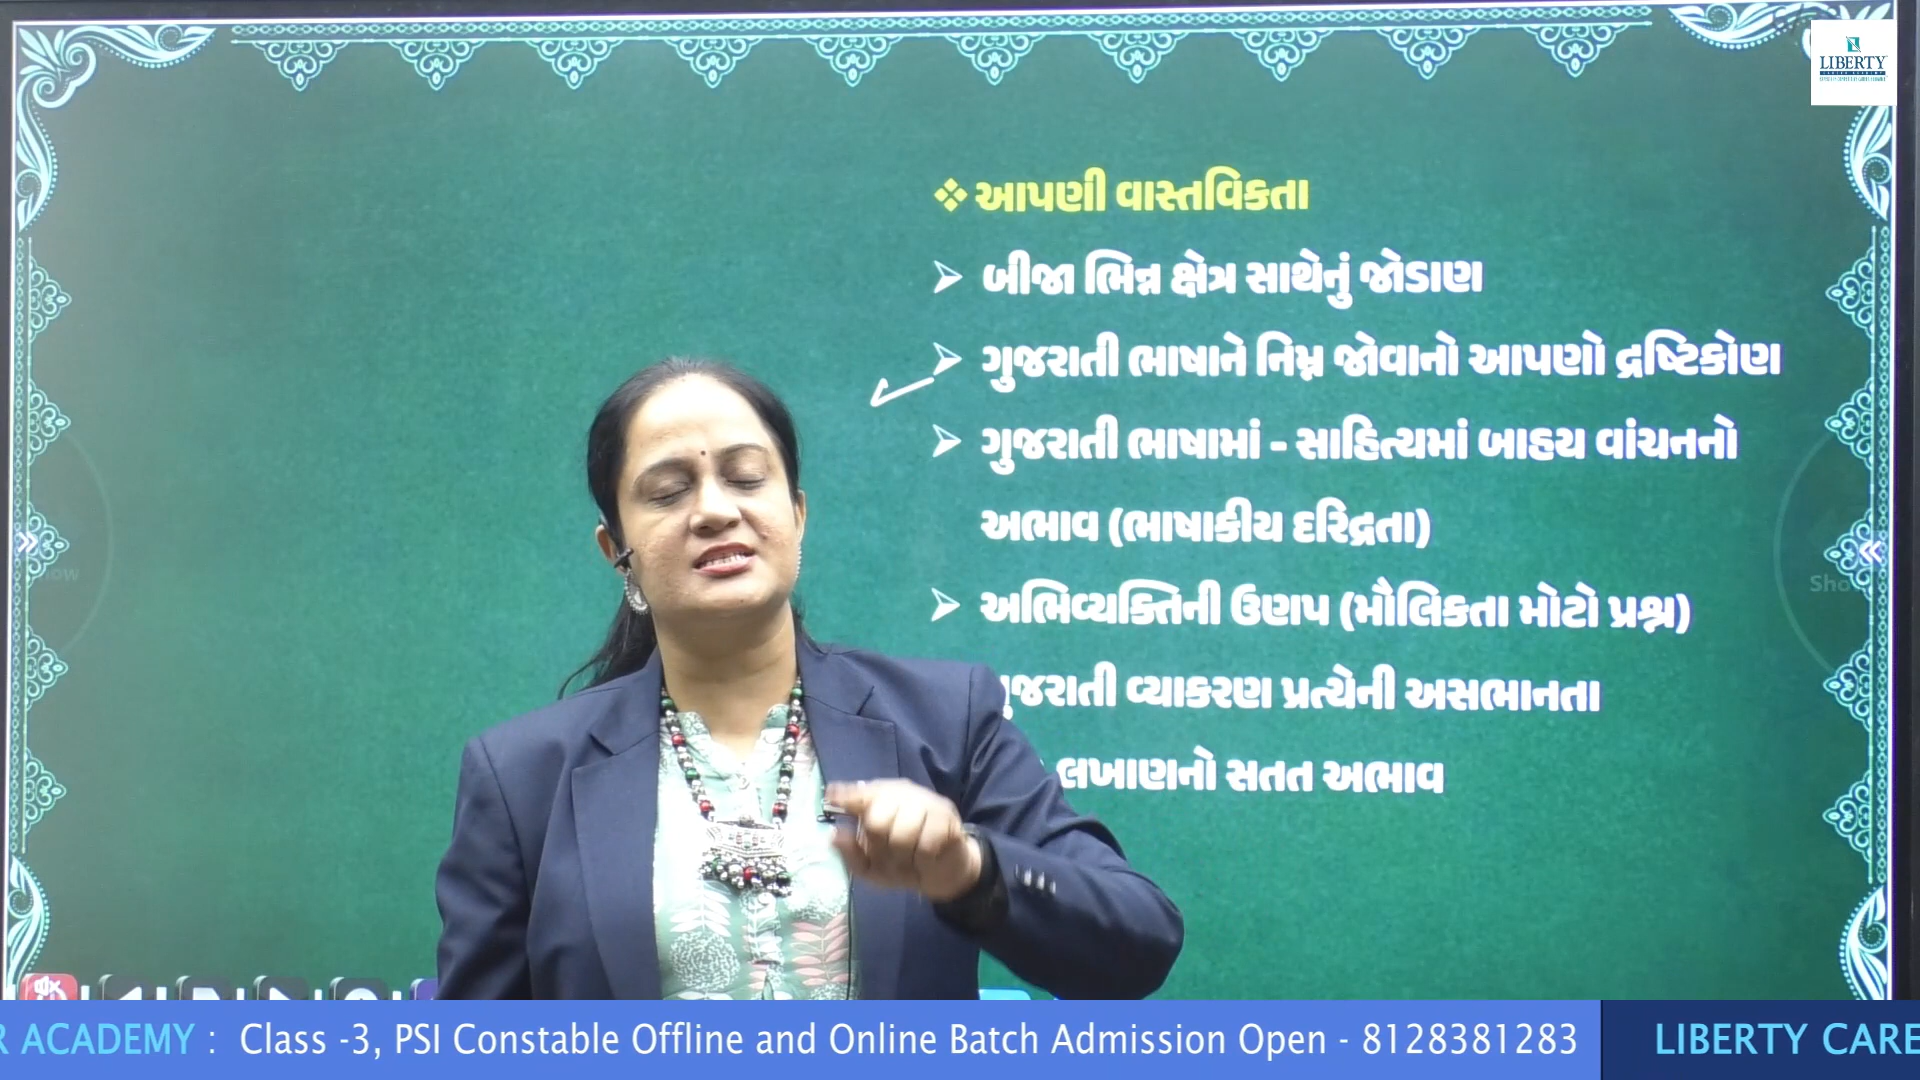 LIBERTY
❖ આપણી વાસ્તવિકતા
➢ બીજા ભિન્ન ક્ષેત્ર સાથેનું જોડાણ
➢ ગુજરાતી ભાષાને નિમ્ન જોવાનો આપણો દ્રષ્ટિકોણ
➢ ગુજરાતી ભાષામાં - સાહિત્યમાં બાહય વાંચનનો
અભાવ (ભાષાકીય દરિદ્રતા)
➢ અભિવ્યક્તિની ઉણપ (મૌલિકતા મોટો પ્રશ્ન)
ગુજરાતી વ્યાકરણ પ્રત્યેની અસભાનતા
લખાણનો સતત અભાવ
R ACADEMY : Class -3, PSI Constable Offline and Online Batch Admission Open - 8128381283 LIBERTY CARE